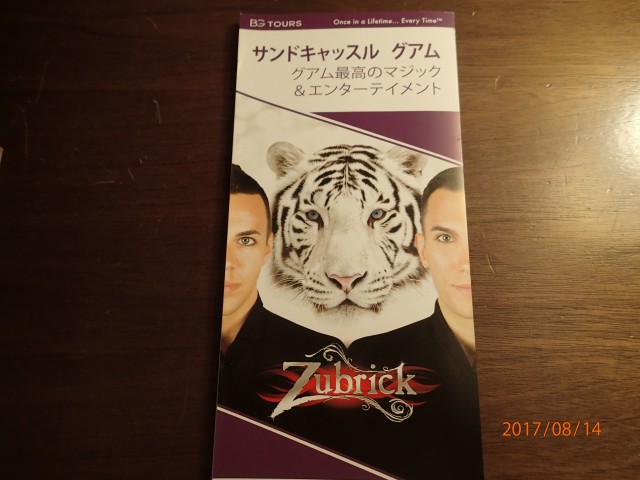 BG TOURS
Once in a Lifetime... Every Time™
サンドキャッスル グアム
グアム最高のマジック
&エンターテイメント
Zubrick
2017/08/14